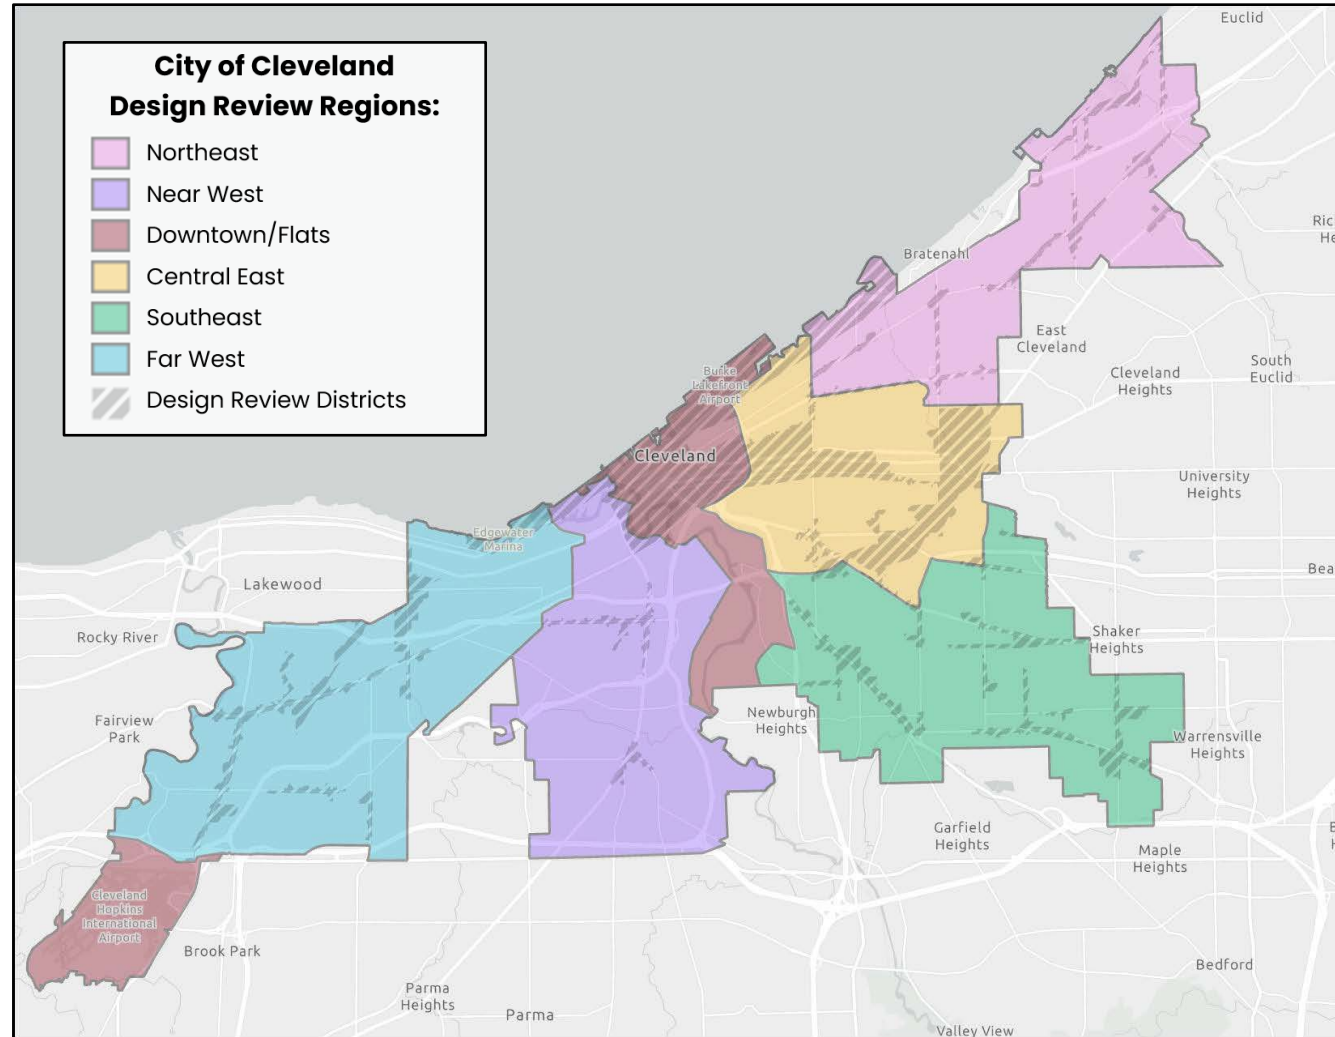 City of Cleveland
Design Review Regions:
Northeast
Near West
Downtown/Flats
Central East
Southeast
Far West
Design Review Districts
Euclid
Ric
He
Bratenahl
East
Cleveland
South
Euclid
Cleveland
Heights
Burke
Lakefront
Airport
Cleveland
University
Heights
Edgewater
Marina
Lakewood
Bea
Rocky River
Shaker
Heights
Fairview
Park
Newburgh
Heights
Warrensville
Heights
Garfield
Heights
Maple
Heights
Cleveland
Hopkins
International
Airport
Brook Park
Bedford
Parma
Heights
Parma
Valley View